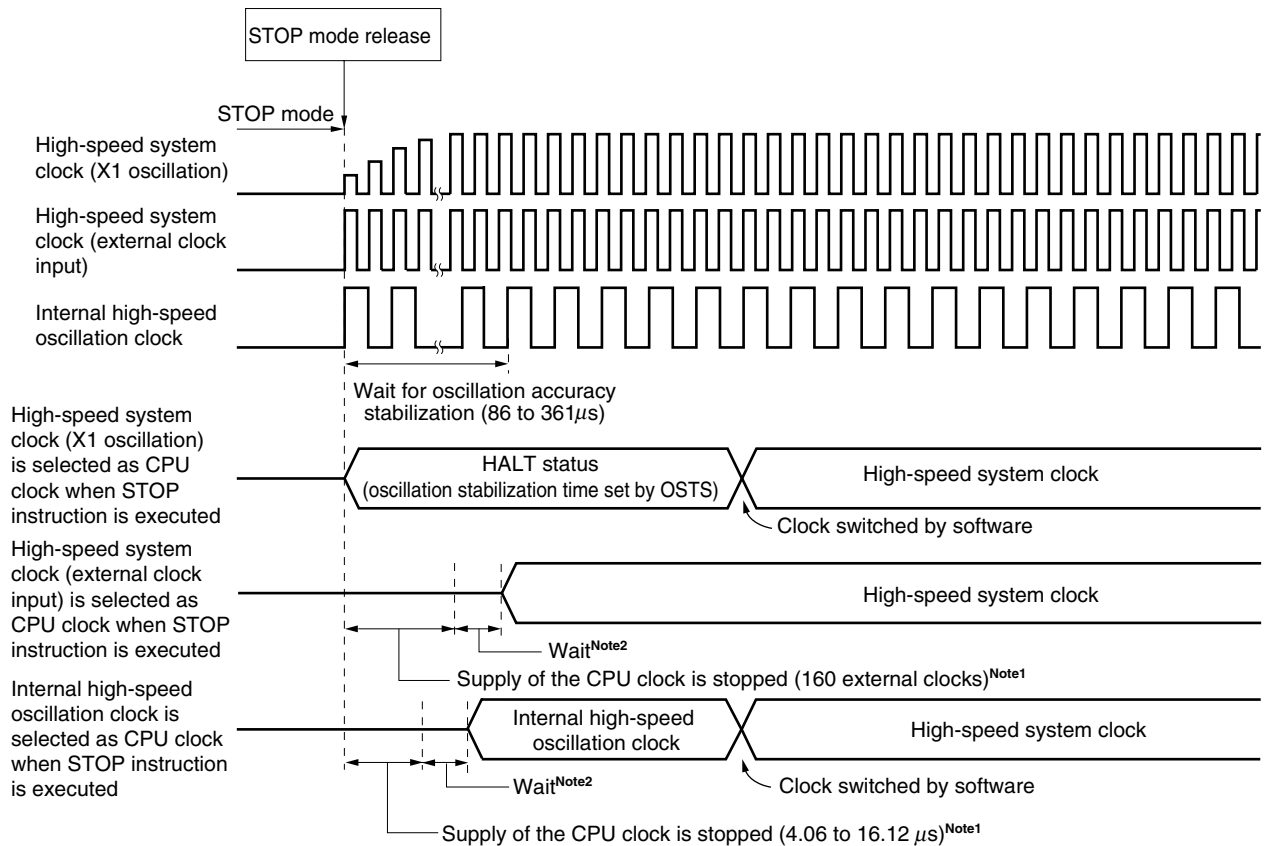 STOP mode release
STOP mode
High-speed system
clock (X1 oscillation)
High-speed system
clock (external clock
input)
Internal high-speed
oscillation clock
Wait for oscillation accuracy
stabilization (86 to 361μs)
High-speed system
clock (X1 oscillation)
is selected as CPU
clock when STOP
instruction is executed
HALT status
(oscillation stabilization time set by OSTS)
High-speed system clock
Clock switched by software
High-speed system
clock (external clock
input) is selected as
CPU clock when STOP
instruction is executed
High-speed system clock
Wait Note2
Supply of the CPU clock is stopped (160 external clocks) Note1
Internal high-speed
oscillation clock is
selected as CPU clock
when STOP instruction
is executed
Internal high-speed
oscillation clock
High-speed system clock
Wait Note2
Clock switched by software
Supply of the CPU clock is stopped (4.06 to 16.12 μs) Note1